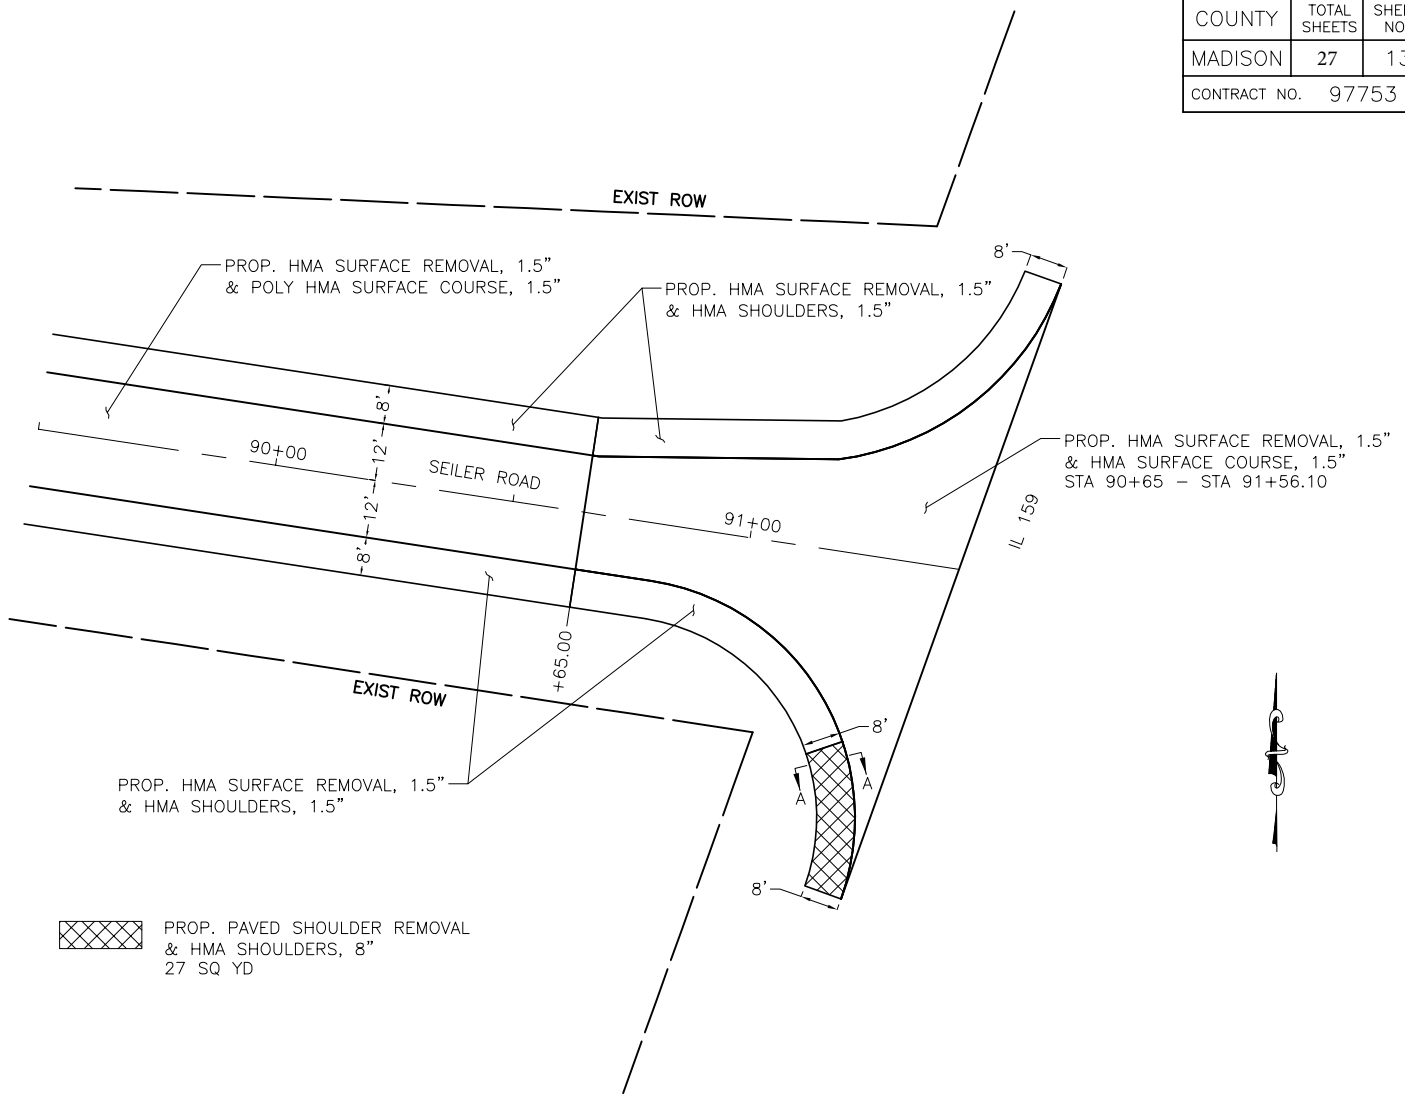 COUNTY
TOTAL
SHEETS
MADISON
27
13
CONTRACT NO. 97753
EXIST ROW
8'
PROP. HMA SURFACE REMOVAL, 1.5"
& POLY HMA SURFACE COURSE, 1.5"
PROP. HMA SURFACE REMOVAL, 1.5"
& HMA SHOULDERS, 1.5"
8'
12'
12'
8'
90+00
SEILER ROAD
91+00
PROP. HMA SURFACE REMOVAL, 1.5"
& HMA SURFACE COURSE, 1.5"
STA 90+65 - STA 91+56.10
IL 159
+65.00
EXIST ROW
8'
A
A
PROP. HMA SURFACE REMOVAL, 1.5"
& HMA SHOULDERS, 1.5"
8'
PROP. PAVED SHOULDER REMOVAL
& HMA SHOULDERS, 8"
27 SQ YD